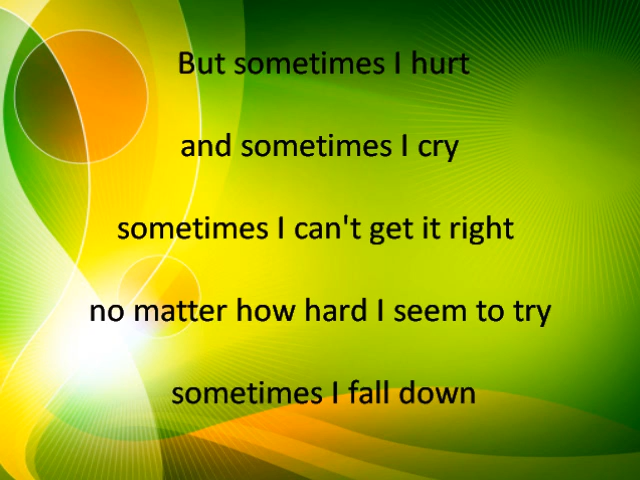 But sometimes I hurt
and sometimes I cry
sometimes I can't get it right
no matter how hard I seem to try
sometimes I fall down